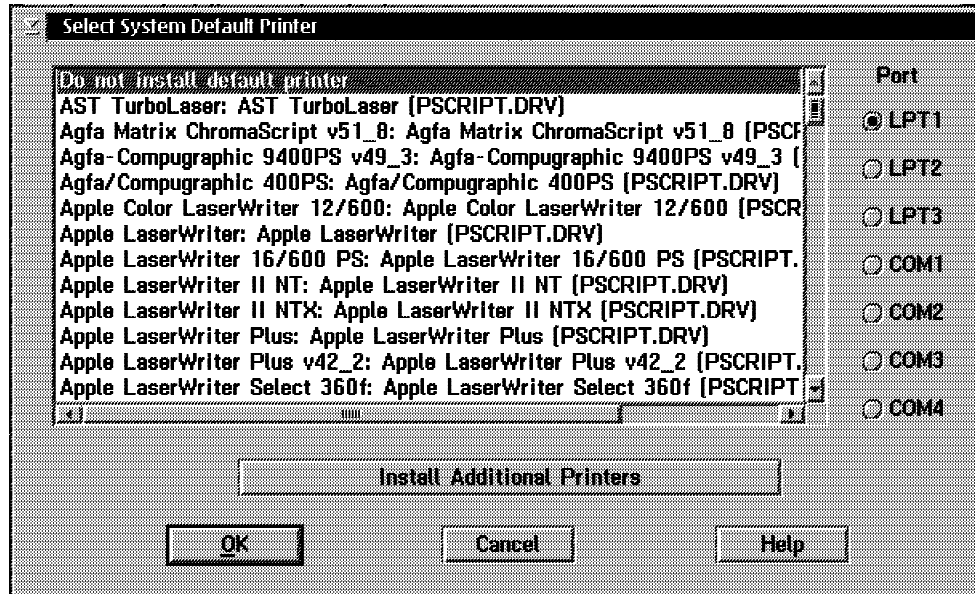 Select System Default Printer
Do not install default printer
AST TurboLaser: AST TurboLaser (PSCRIPT.DRV)
Agfa Matrix ChromaScript v51_8: Agfa Matrix ChromaScript v51_8 (PSCF
Agfa-Compugraphic 9400PS v49_3: Agfa-Compugraphic 9400PS v49_3 (
Agfa/Compugraphic 400PS: Agfa/Compugraphic 400PS (PSCRIPT.DRV)
Apple Color LaserWriter 12/600: Apple Color LaserWriter 12/600 (PSCR
Apple LaserWriter: Apple LaserWriter (PSCRIPT.DRV)
Apple LaserWriter 16/600 PS: Apple LaserWriter 16/600 PS (PSCRIPT.
Apple LaserWriter II NT: Apple LaserWriter II NT (PSCRIPT.DRV)
Apple LaserWriter II NTX: Apple LaserWriter II NTX (PSCRIPT.DRV)
Apple LaserWriter Plus: Apple LaserWriter Plus (PSCRIPT.DRV)
Apple LaserWriter Plus v42_2: Apple LaserWriter Plus v42_2 (PSCRIPT.
Apple LaserWriter Select 360f: Apple LaserWriter Select 360f (PSCRIPT
Port
LPT1
LPT2
LPT3
COM1
COM2
COM3
COM4
Install Additional Printers
OK
Cancel
Help